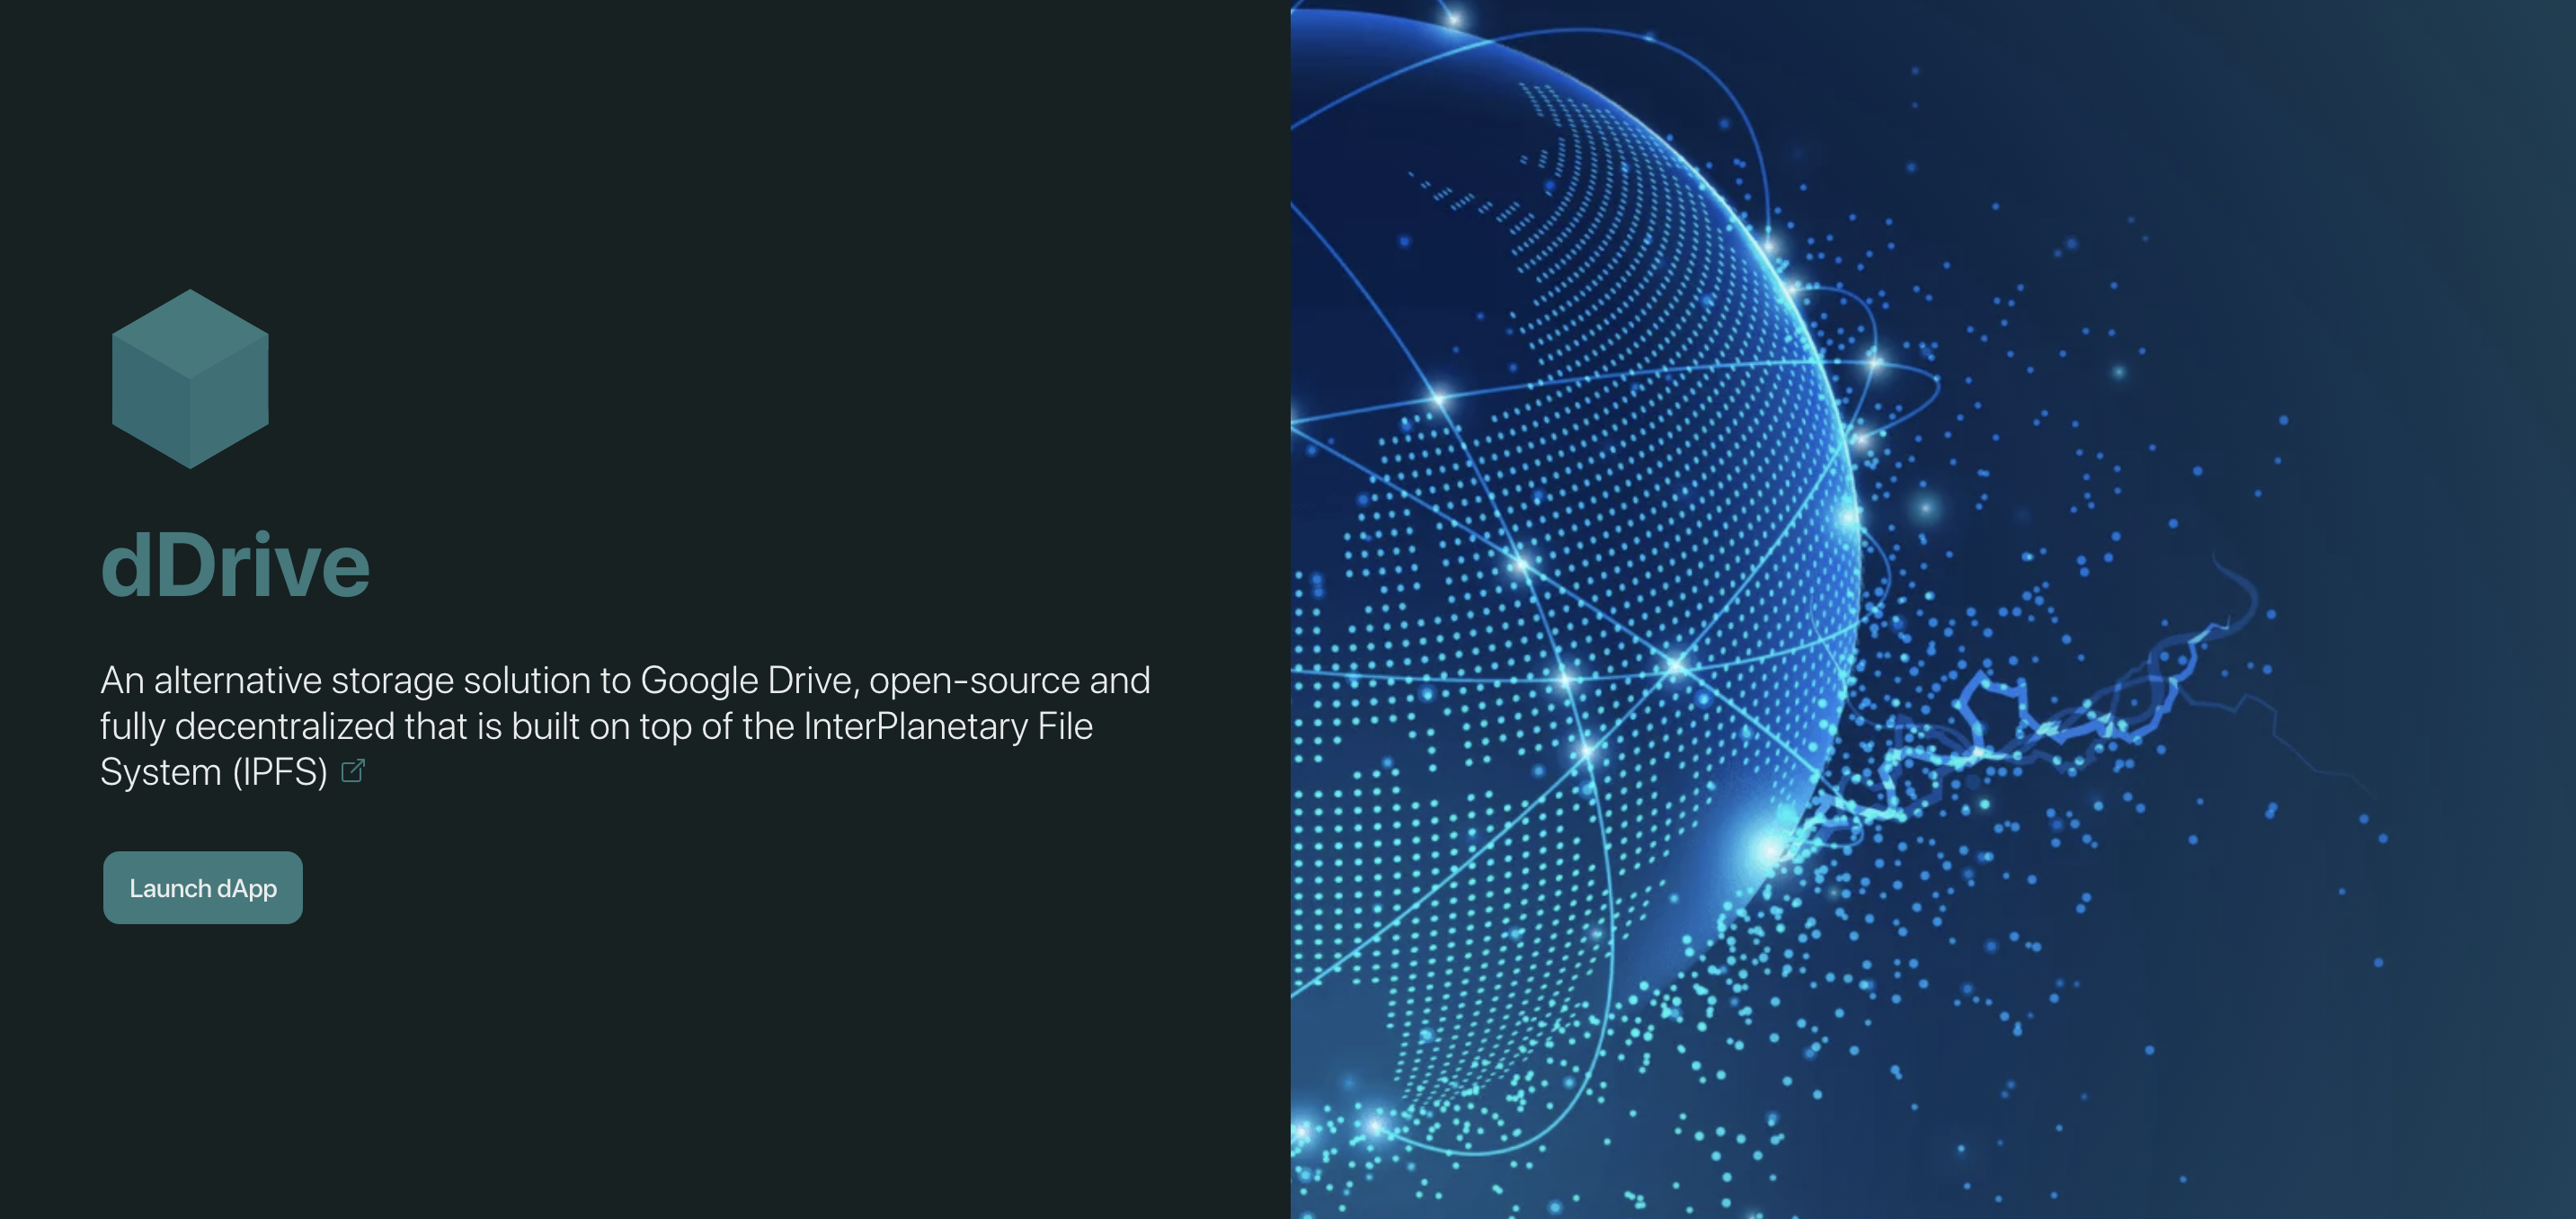 dDrive
An alternative storage solution to Google Drive, open-source and
fully decentralized that is built on top of the InterPlanetary File
System (IPFS)
Launch dApp